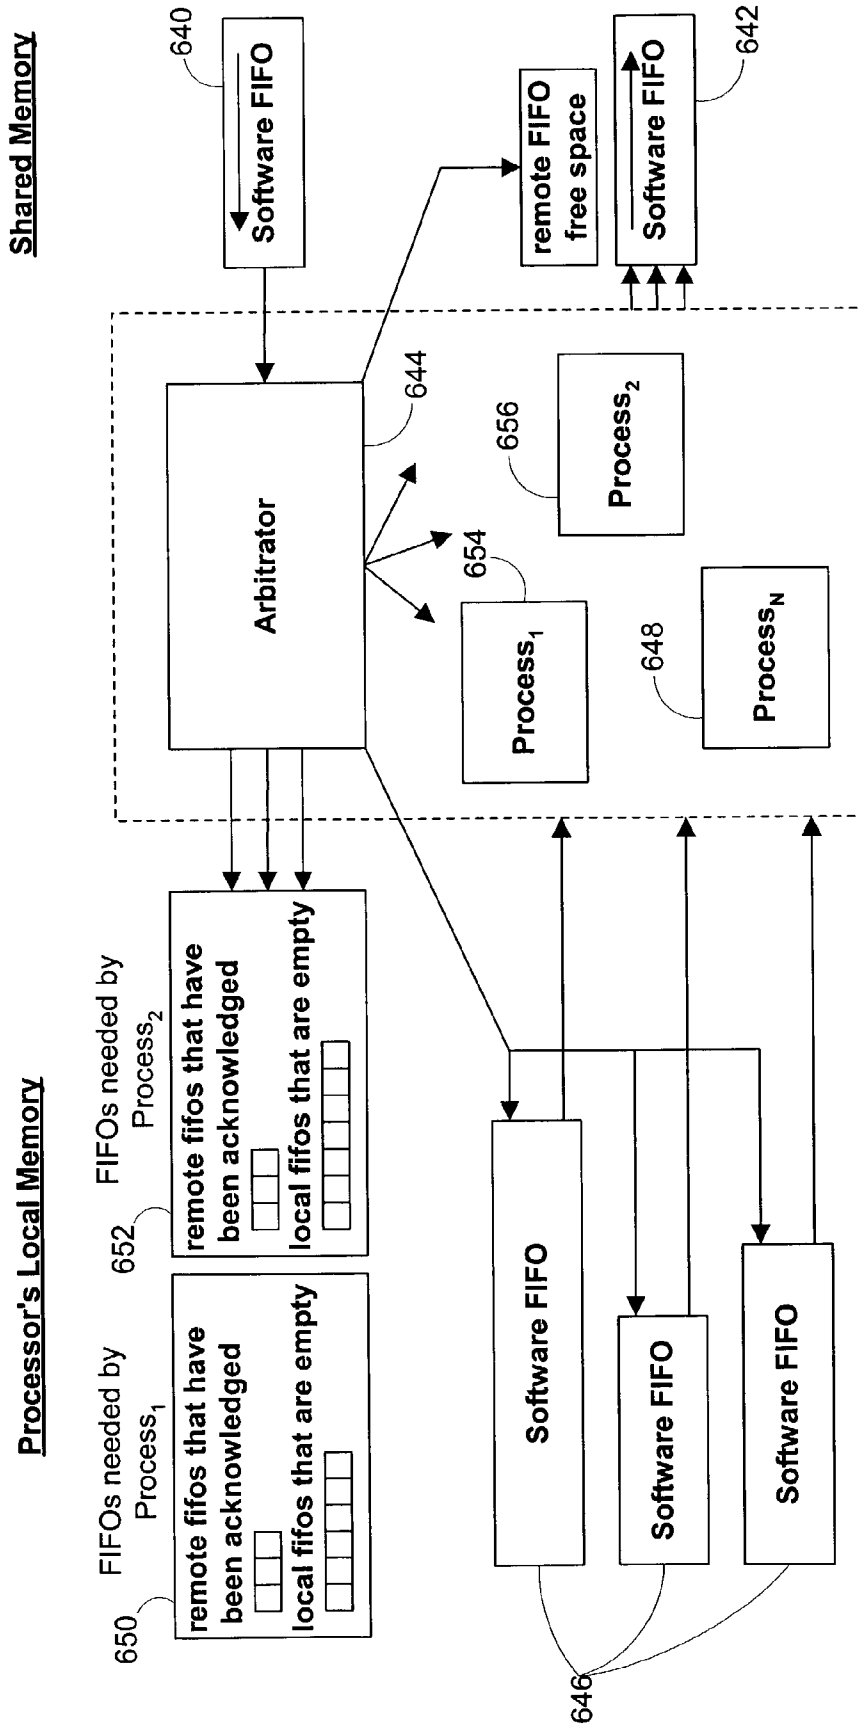 Processor's Local Memory
Shared Memory
FIFOs needed by
Process1
650
remote fifos that have
been acknowledged
local fifos that are empty
FIFOs needed by
Process2
652
remote fifos that have
been acknowledged
local fifos that are empty
Arbitrator
644
640
Software FIFO
remote FIFO
free space
Software FIFO
642
Process1
654
Process2
656
ProcessN
648
Software FIFO
Software FIFO
Software FIFO
646